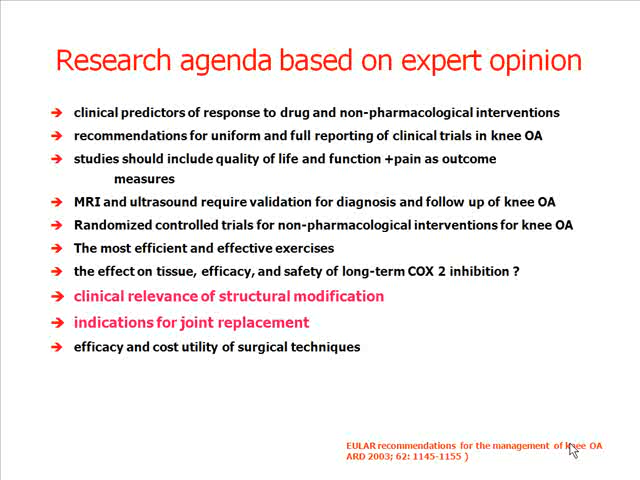 Research agenda based on expert opinion
➔ clinical predictors of response to drug and non-pharmacological interventions
➔ recommendations for uniform and full reporting of clinical trials in knee OA
➔ studies should include quality of life and function +pain as outcome
measures
➔ MRI and ultrasound require validation for diagnosis and follow up of knee OA
➔ Randomized controlled trials for non-pharmacological interventions for knee OA
➔ The most efficient and effective exercises
➔ the effect on tissue, efficacy, and safety of long-term COX 2 inhibition ?
➔ clinical relevance of structural modification
➔ indications for joint replacement
➔ efficacy and cost utility of surgical techniques
EULAR recommendations for the management of knee OA
ARD 2003; 62: 1145-1155 )